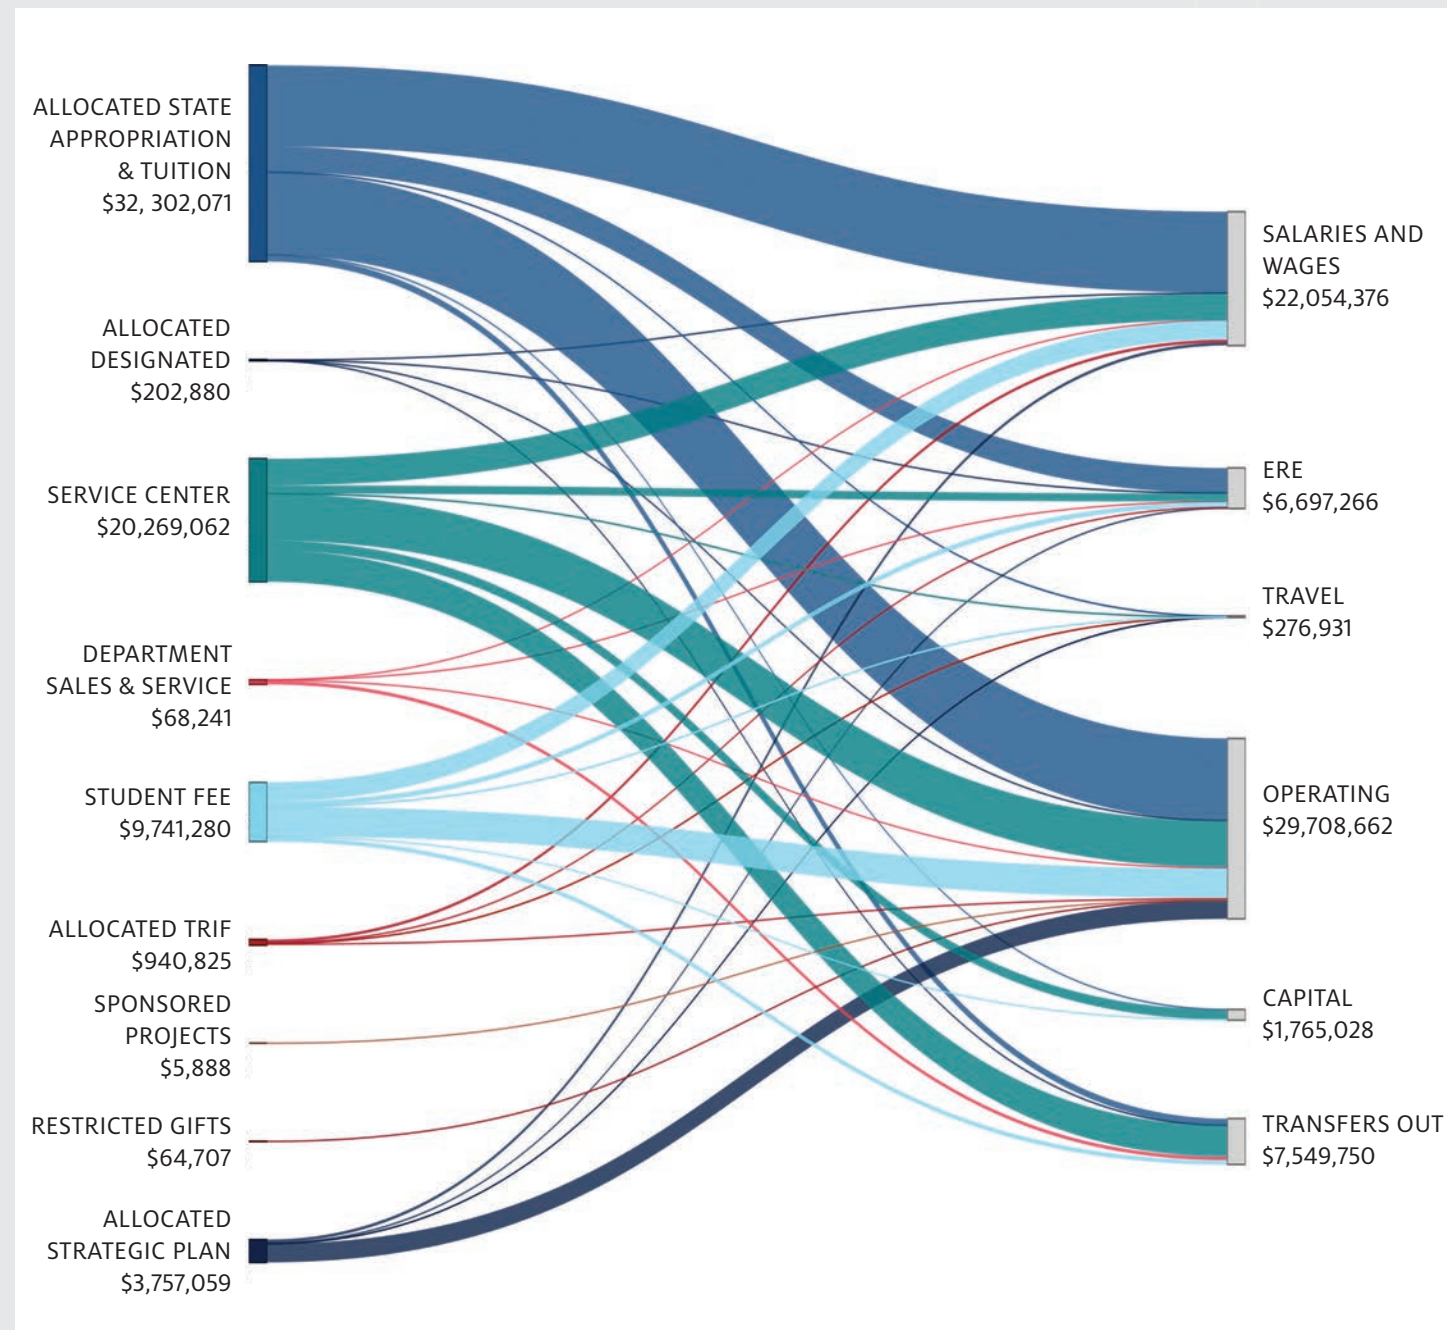 ALLOCATED STATE
APPROPRIATION
& TUITION
$32, 302,071
ALLOCATED
DESIGNATED
$202,880
SERVICE CENTER
$20,269,062
DEPARTMENT
SALES & SERVICE
$68,241
STUDENT FEE
$9,741,280
ALLOCATED TRIF
$940,825
SPONSORED
PROJECTS
$5,888
RESTRICTED GIFTS
$64,707
ALLOCATED
STRATEGIC PLAN
$3,757,059
SALARIES AND
WAGES
$22,054,376
ERE
$6,697,266
TRAVEL
$276,931
OPERATING
$29,708,662
CAPITAL
$1,765,028
TRANSFERS OUT
$7,549,750